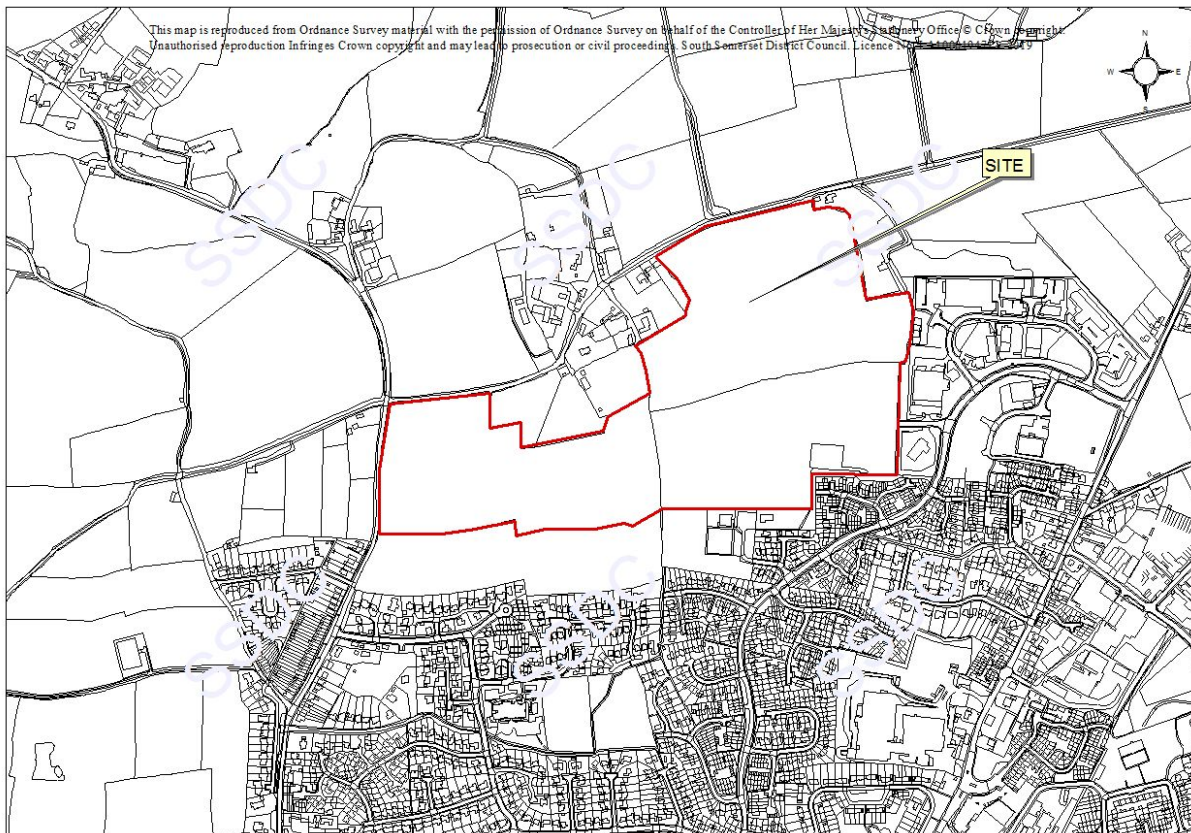 This map is reproduced from Ordnance Survey material with the permission of Ordnance Survey on behalf of the Controller of Her Majesty's Stationery Office © Crown copyright.
Unauthorised reproduction Infringes Crown copyright and may lead to prosecution or civil proceedings. South Somerset District Council. Licence
N
W E
S
SITE
SSDC SSDC SSDC
SSDC SSDC SSDC